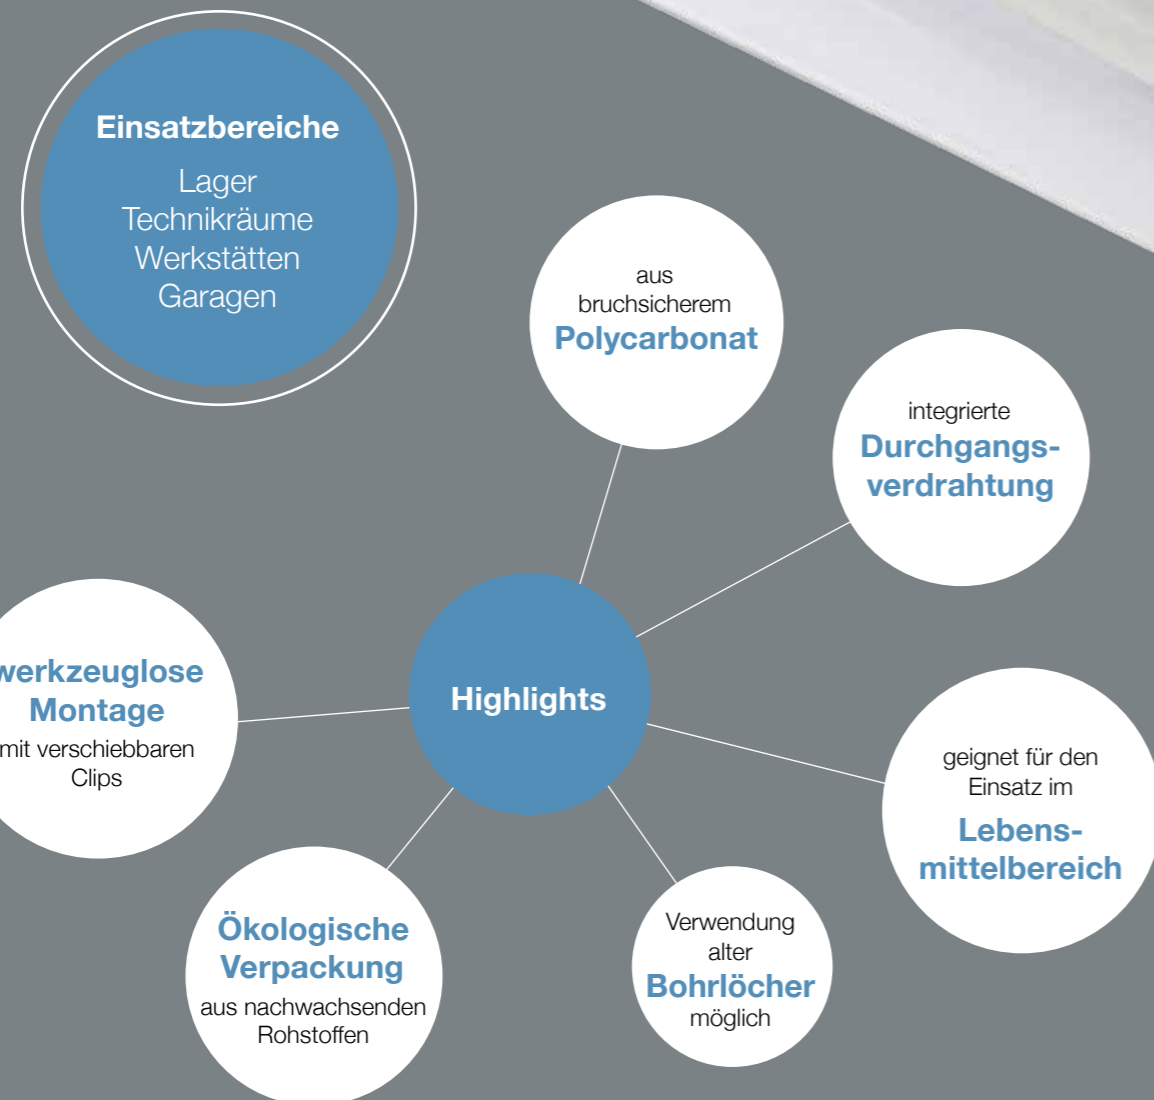 Einsatzbereiche
Lager
Technikräume
Werkstätten
Garagen
aus
bruchsicherem
Polycarbonat
integrierte
Durchgangs-
verdrahtung
werkzeuglose
Montage
mit verschiebbaren
Clips
Highlights
geignet für den
Einsatz im
Lebens-
mittelbereich
Ökologische
Verpackung
aus nachwachsenden
Rohstoffen
Verwendung
alter
Bohrlöcher
möglich